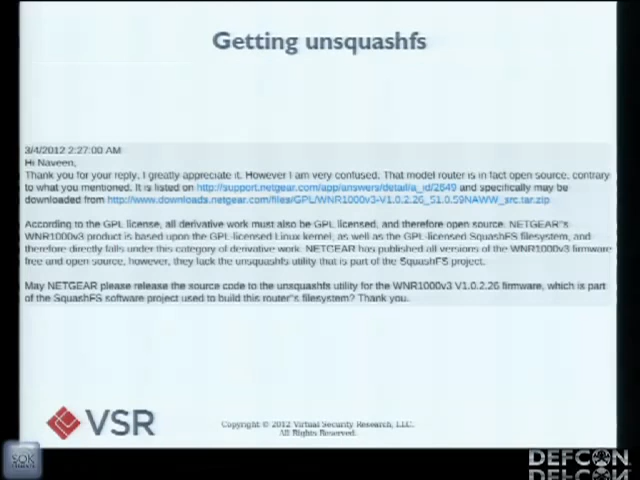 Getting unsquashfs
3/4/2012 2:27:00 AM
Hi Naveen,
Thank you for your reply. I greatly appreciate it. However I am very confused. That model router is in fact open source, contrary
to what you mentioned. It is listed on http://support.netgear.com/app/answers/detail/a_id/2649 and specifically may be
downloaded from http://www.downloads.netgear.com/files/GPL/WNR1000v3-V1.0.2.26_51.0.59NAWW_src.tar.zip
According to the GPL license, all derivative work must also be GPL licensed, and therefore open source. NETGEAR"s
WNR1000v3 product is based upon the GPL-licensed Linux kernel, as well as the GPL-licensed SquashFS filesystem, and
therefore directly falls under this category of derivative work. NETGEAR has published all versions of the WNR1000v3 firmware
free and open source, however, they lack the unsquashfs utility that is part of the SquashFS project.
May NETGEAR please release the source code to the unsquashfs utility for the WNR1000v3 V1.0.2.26 firmware, which is part
of the SquashFS software project used to build this router"s filesystem? Thank you.
VSR
Copyright © 2012 Virtual Security Research, LLC.
All Rights Reserved.
SOK
DEFCON